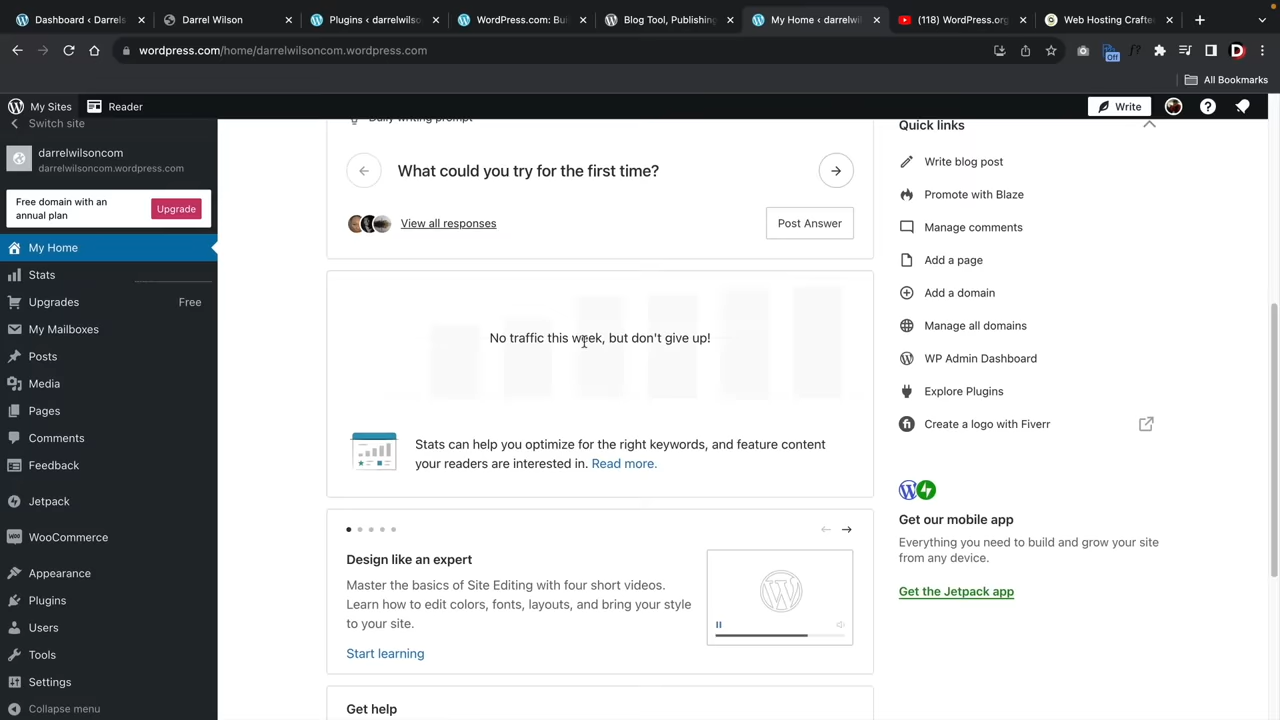 Dashboard ‹ Darrels
Darrel Wilson
Plugins ‹ darrelwilso
WordPress.com: Bui
Blog Tool, Publishing
My Home ‹ darrelwil
(118) WordPress.org
Web Hosting Crafte
wordpress.com/home/darrelwilsoncom.wordpress.com
Off
D
All Bookmarks
My Sites
Reader
Write
Switch site
darrelwilsoncom
darrelwilsoncom.wordpress.com
Free domain with an
annual plan
Upgrade
My Home
Stats
Upgrades
Free
My Mailboxes
Posts
Media
Pages
Comments
Feedback
Jetpack
WooCommerce
Appearance
Plugins
Users
Tools
Settings
Collapse menu
Daily writing prompt
What could you try for the first time?
View all responses
Post Answer
No traffic this week, but don't give up!
Stats can help you optimize for the right keywords, and feature content
your readers are interested in. Read more.
Design like an expert
Master the basics of Site Editing with four short videos.
Learn how to edit colors, fonts, layouts, and bring your style
to your site.
Start learning
Get help
Quick links
Write blog post
Promote with Blaze
Manage comments
Add a page
Add a domain
Manage all domains
WP Admin Dashboard
Explore Plugins
fi
Create a logo with Fiverr
Get our mobile app
Everything you need to build and grow your site
from any device.
Get the Jetpack app